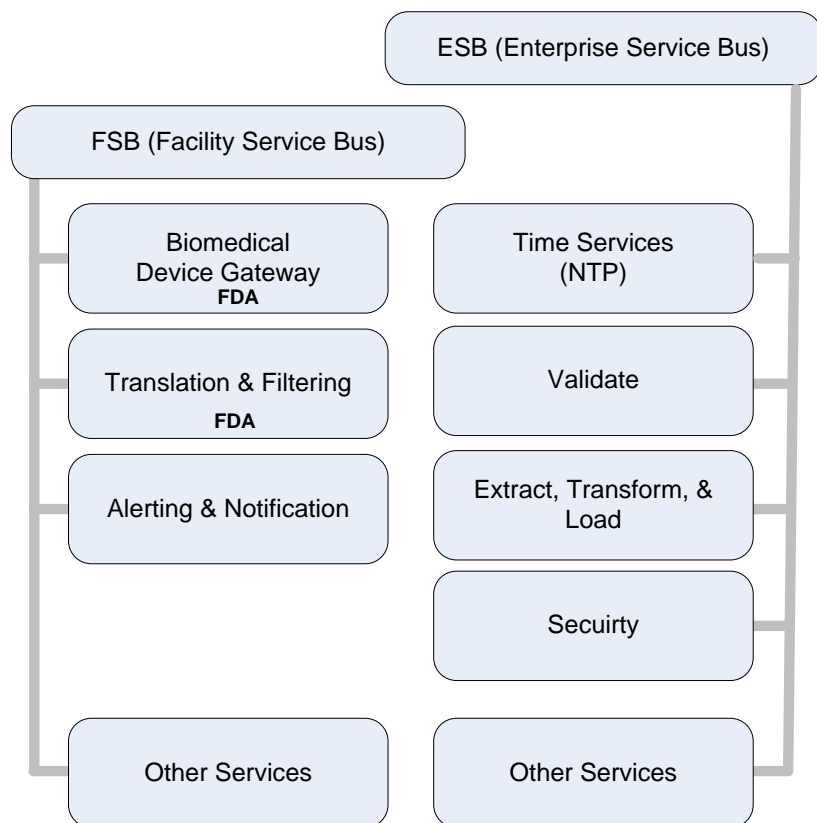 ESB (Enterprise Service Bus)
FSB (Facility Service Bus)
Biomedical
Device Gateway
FDA
Translation & Filtering
FDA
Alerting & Notification
Other Services
Time Services
(NTP)
Validate
Extract, Transform, &
Load
Secuirty
Other Services